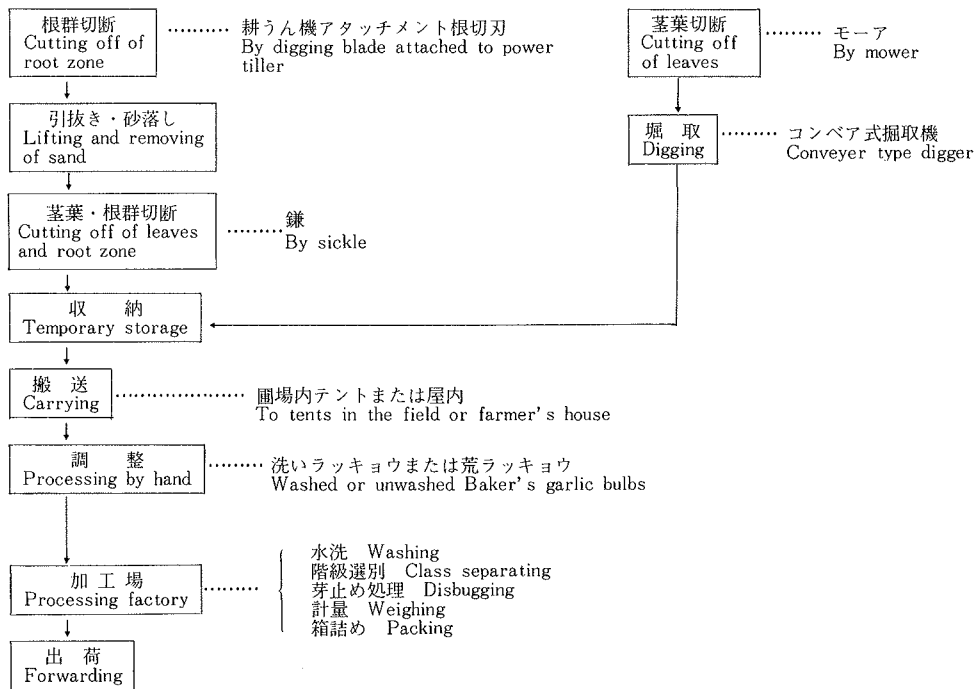 根群切断
Cutting off of
root zone
耕うん機アタッチメント根切刃
By digging blade attached to power
tiller
茎葉切断
Cutting off
of leaves
モーア
By mower
引抜き・砂落し
Lifting and removing
of sand
堀取
Digging
コンベア式掘取機
Conveyer type digger
茎葉・根群切断
Cutting off of leaves
and root zone
鎌
By sickle
収納
Temporary storage
搬送
Carrying
圃場内テントまたは屋内
To tents in the field or farmer's house
調整
Processing by hand
洗いラッキョウまたは荒ラッキョウ
Washed or unwashed Baker's garlic bulbs
加工場
Processing factory
水洗 Washing
階級選別 Class separating
芽止め処理 Disbugging
計量 Weighing
箱詰め Packing
出荷
Forwarding